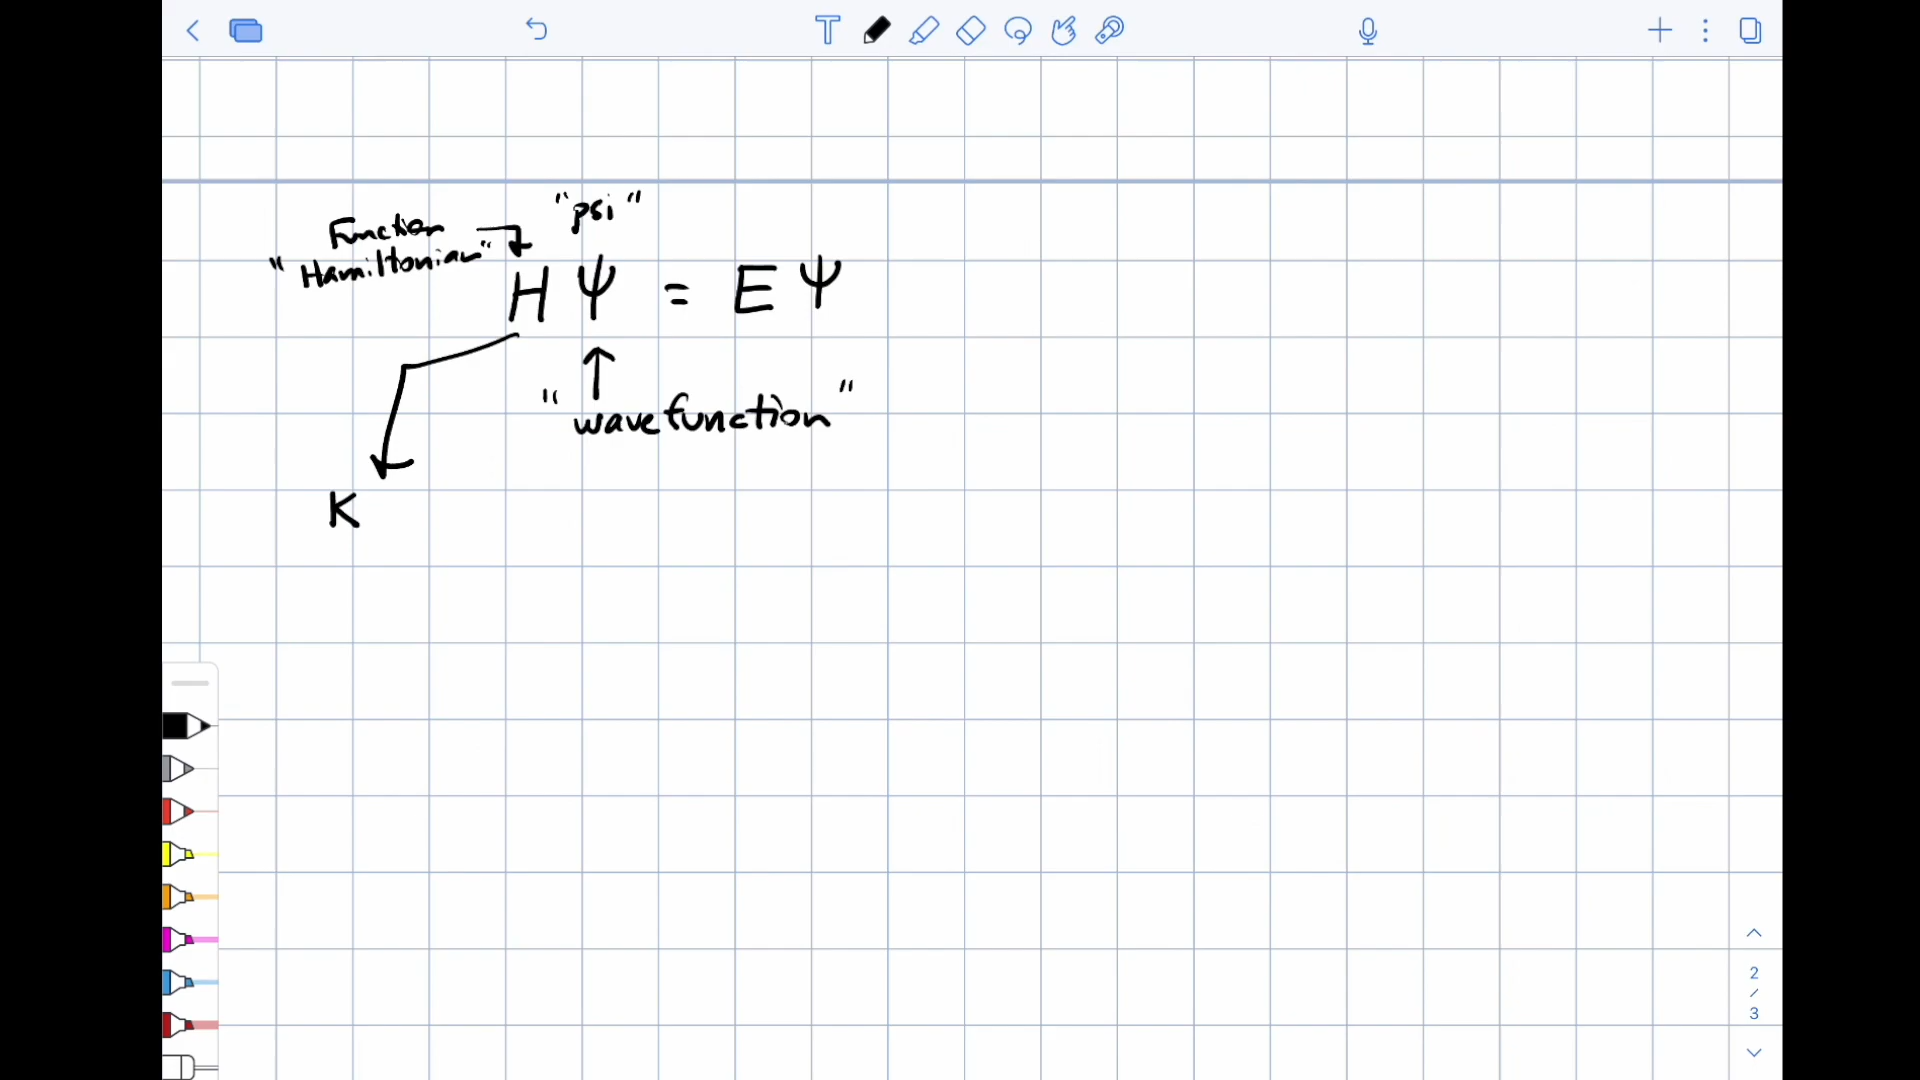 "psi"
Function
"Hamiltonian"
H Ψ = E Ψ
"wavefunction"
K
2
/
3